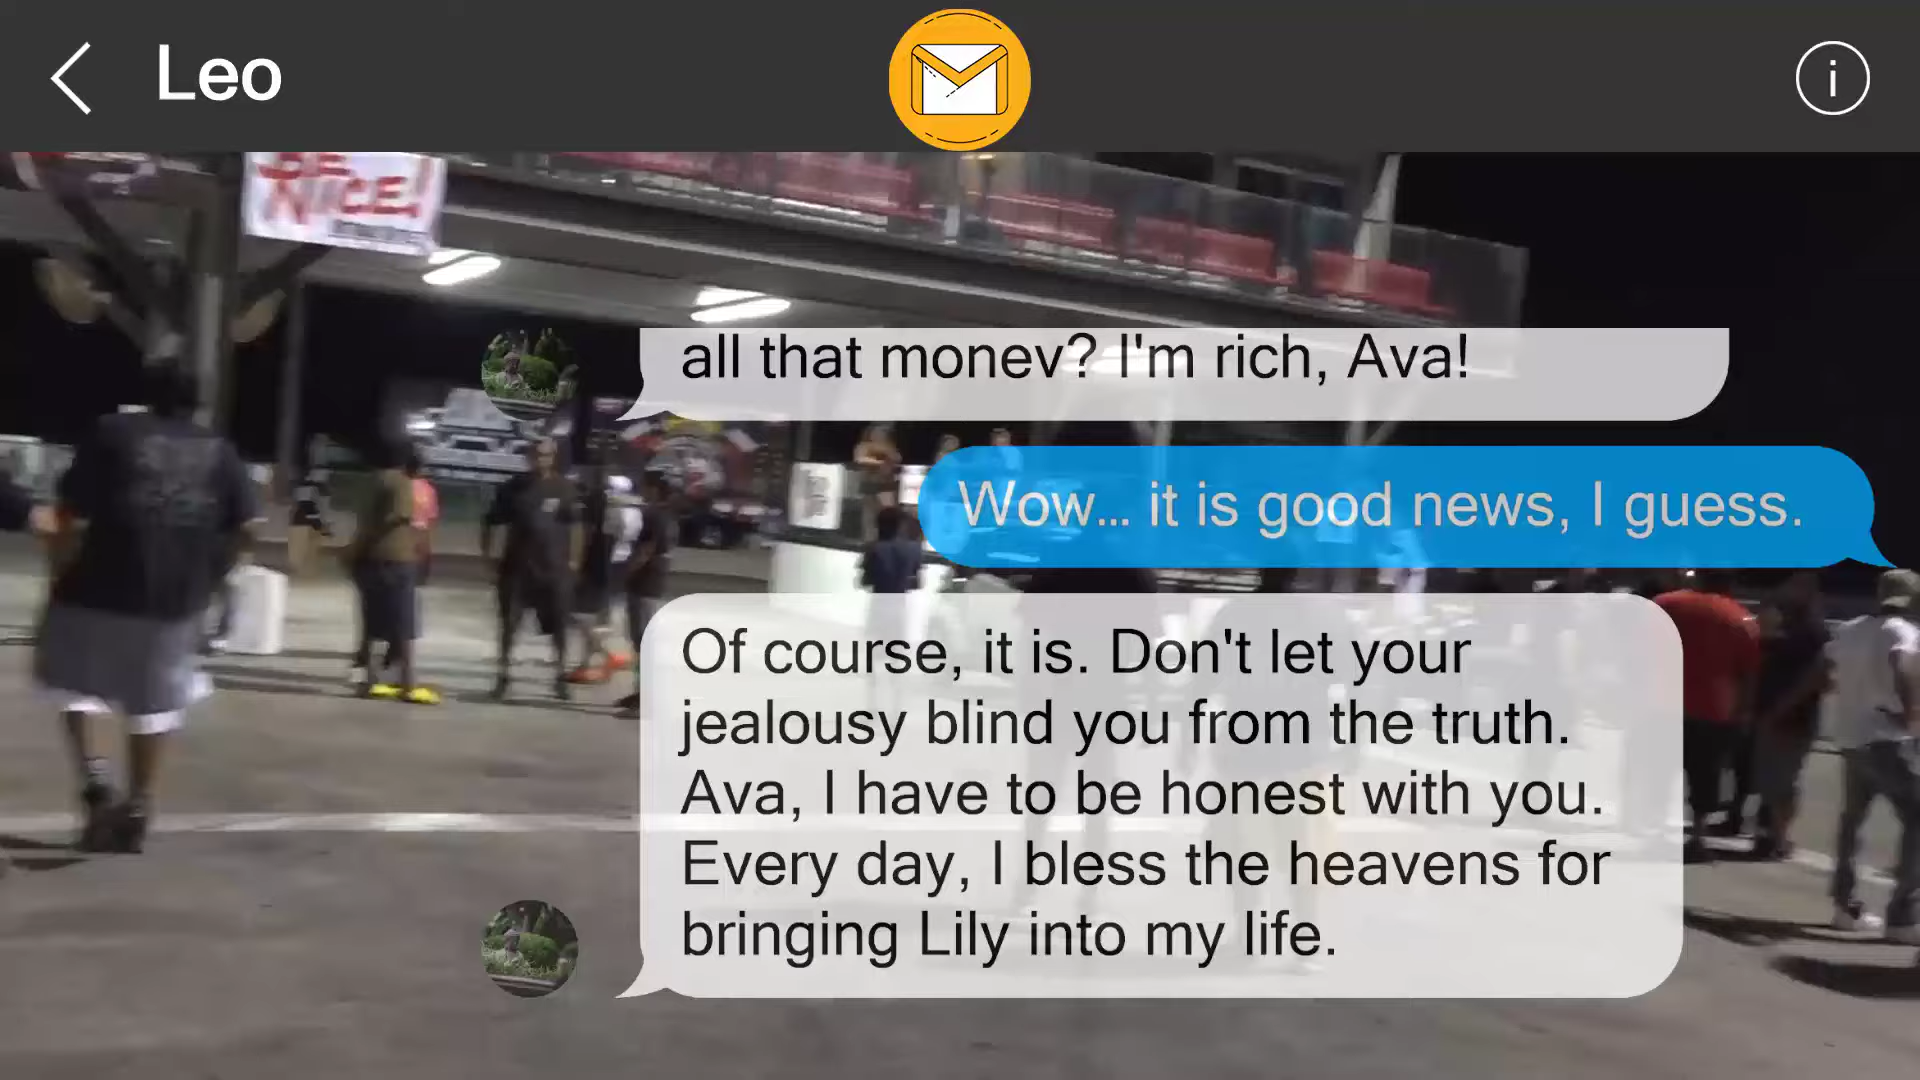 Leo
NICE!
all that money? I'm rich, Ava!
Wow... it is good news, I guess.
Of course, it is. Don't let your
jealousy blind you from the truth.
Ava, I have to be honest with you.
Every day, I bless the heavens for
bringing Lily into my life.